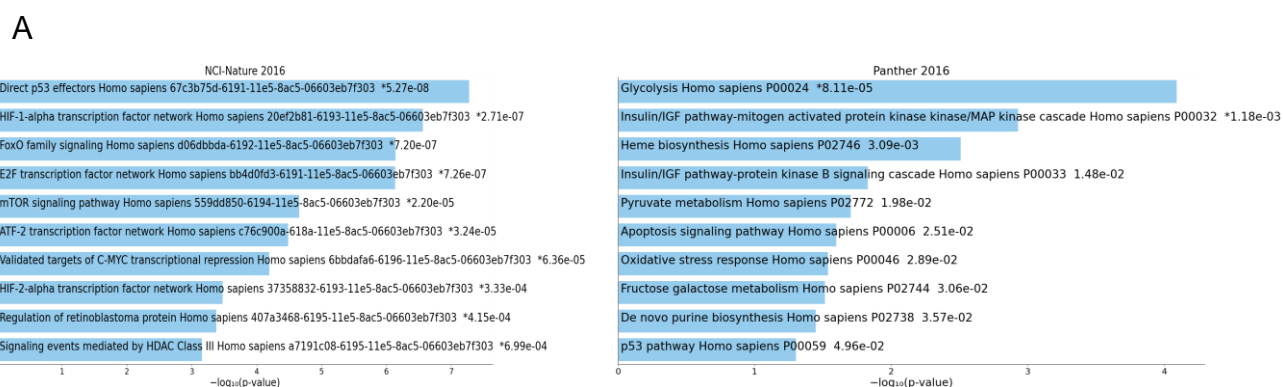 A
NCI-Nature 2016
Direct p53 effectors Homo sapiens 67c3b75d-6191-11e5-8ac5-06603eb7f303 *5.27e-08
HIF-1-alpha transcription factor network Homo sapiens 20ef2b81-6193-11e5-8ac5-06603eb7f303 *2.71e-07
FoxO family signaling Homo sapiens d06dbbda-6192-11e5-8ac5-06603eb7f303 *7.20e-07
E2F transcription factor network Homo sapiens bb4d0fd3-6191-11e5-8ac5-06603eb7f303 *7.26e-07
mTOR signaling pathway Homo sapiens 559dd850-6194-11e5-8ac5-06603eb7f303 *2.20e-05
ATF-2 transcription factor network Homo sapiens c76c900a-618a-11e5-8ac5-06603eb7f303 *3.24e-05
Validated targets of C-MYC transcriptional repression Homo sapiens 6bbdafa6-6196-11e5-8ac5-06603eb7f303 *6.36e-05
HIF-2-alpha transcription factor network Homo sapiens 37358832-6193-11e5-8ac5-06603eb7f303 *3.33e-04
Regulation of retinoblastoma protein Homo sapiens 407a3468-6195-11e5-8ac5-06603eb7f303 *4.15e-04
Signaling events mediated by HDAC Class III Homo sapiens a7191c08-6195-11e5-8ac5-06603eb7f303 *6.99e-04
1 2 3 4 5 6 7
−log₁₀(p-value)
Panther 2016
Glycolysis Homo sapiens P00024 *8.11e-05
Insulin/IGF pathway-mitogen activated protein kinase kinase/MAP kinase cascade Homo sapiens P00032 *1.18e-03
Heme biosynthesis Homo sapiens P02746 3.09e-03
Insulin/IGF pathway-protein kinase B signaling cascade Homo sapiens P00033 1.48e-02
Pyruvate metabolism Homo sapiens P02772 1.98e-02
Apoptosis signaling pathway Homo sapiens P00006 2.51e-02
Oxidative stress response Homo sapiens P00046 2.89e-02
Fructose galactose metabolism Homo sapiens P02744 3.06e-02
De novo purine biosynthesis Homo sapiens P02738 3.57e-02
p53 pathway Homo sapiens P00059 4.96e-02
0 1 2 3 4
−log₁₀(p-value)